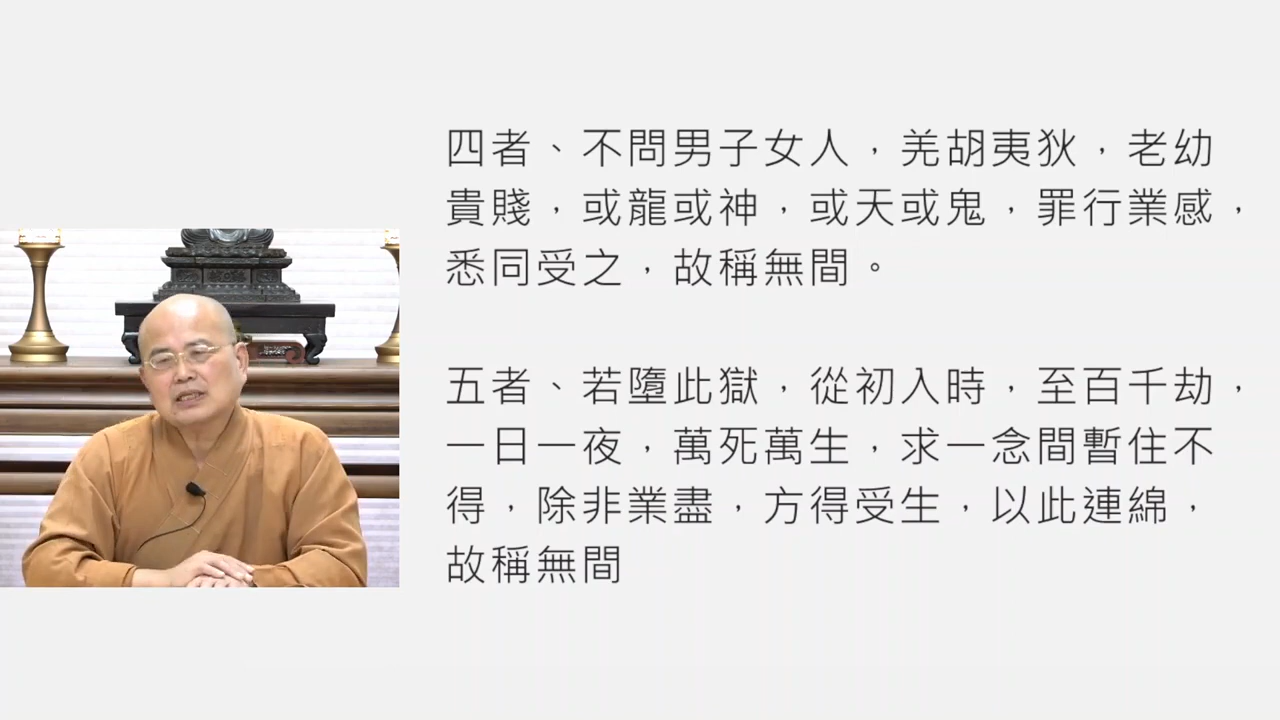 四者、不問男子女人，羌胡夷狄，老幼
貴賤，或龍或神，或天或鬼，罪行業感，
悉同受之，故稱無間。
五者、若墮此獄，從初入時，至百千劫，
一日一夜，萬死萬生，求一念間暫住不
得，除非業盡，方得受生，以此連綿，
故稱無間